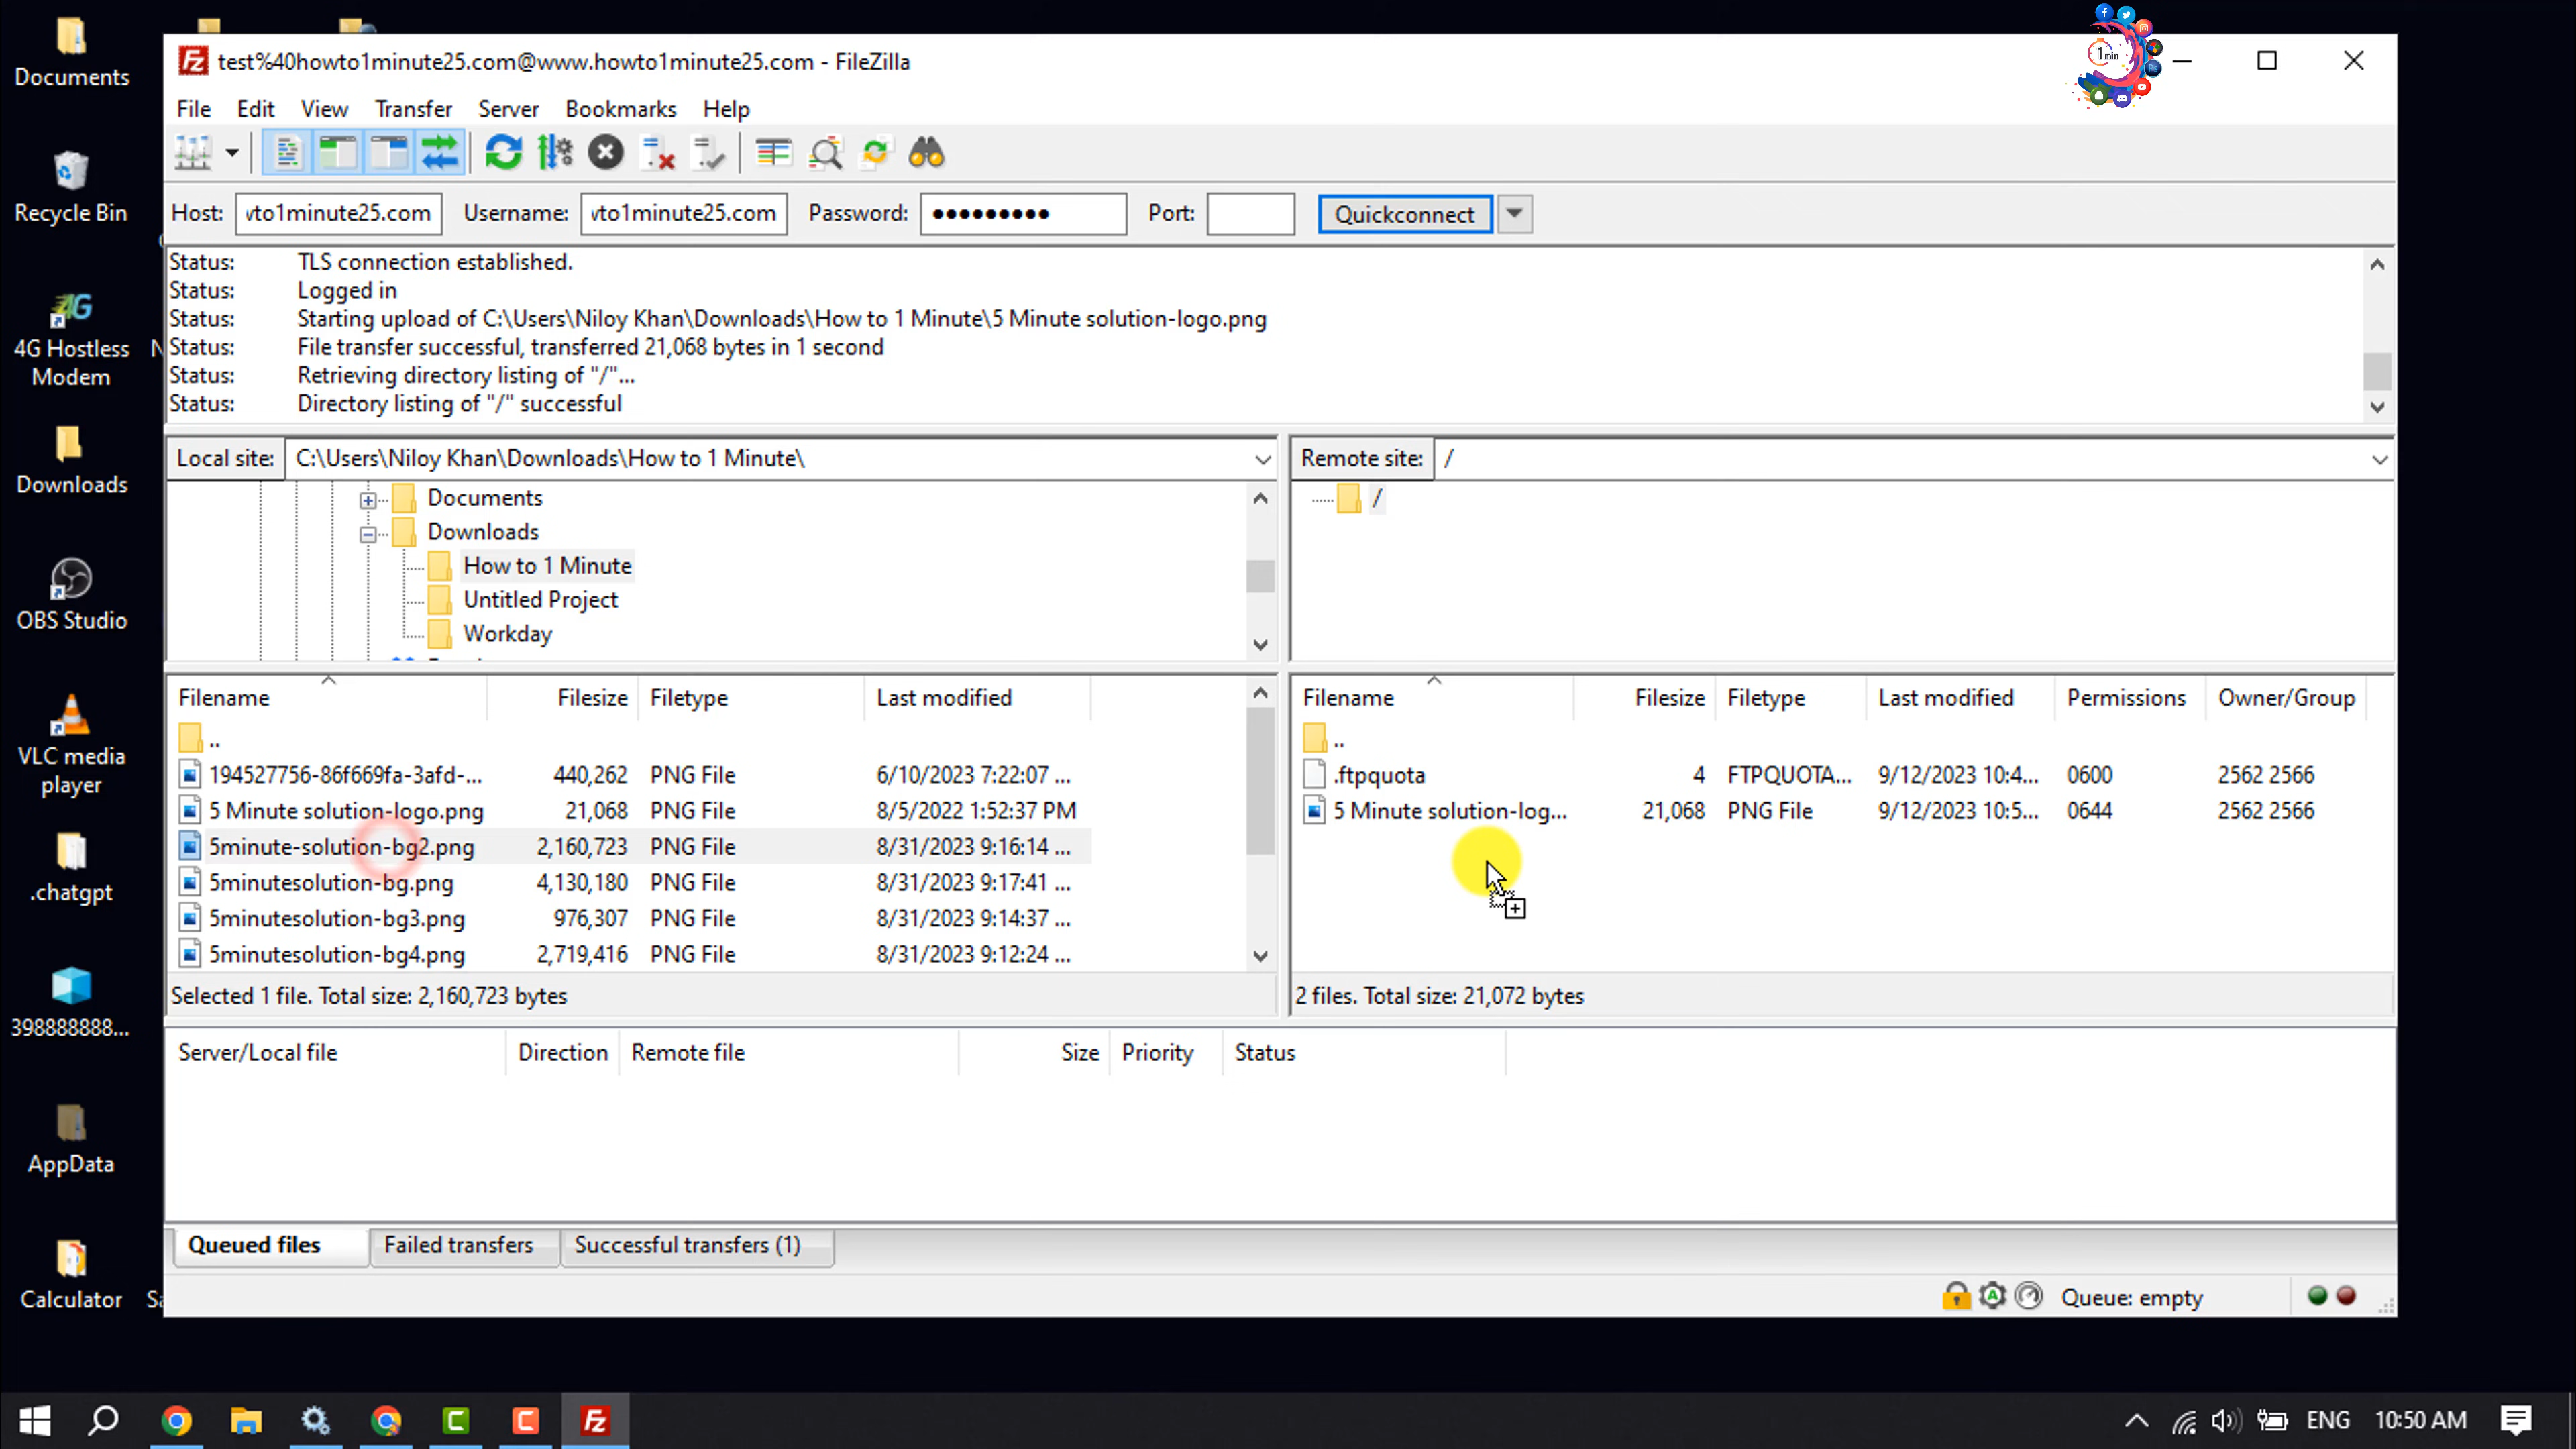 Documents
Recycle Bin
4G Hostless
Modem
Downloads
OBS Studio
VLC media
player
.chatgpt
398888888...
AppData
Calculator
1 min
test%40howto1minute25.com@www.howto1minute25.com - FileZilla
File Edit View Transfer Server Bookmarks Help
Host: vto1minute25.com Username: vto1minute25.com Password: ●●●●●●●●● Port: Quickconnect
Status: TLS connection established.
Status: Logged in
Status: Starting upload of C:\Users\Niloy Khan\Downloads\How to 1 Minute\5 Minute solution-logo.png
Status: File transfer successful, transferred 21,068 bytes in 1 second
Status: Retrieving directory listing of "/"...
Status: Directory listing of "/" successful
Local site: C:\Users\Niloy Khan\Downloads\How to 1 Minute\
Documents
Downloads
How to 1 Minute
Untitled Project
Workday
Remote site: /
/
Filename Filesize Filetype Last modified
..
194527756-86f669fa-3afd-... 440,262 PNG File 6/10/2023 7:22:07 ...
5 Minute solution-logo.png 21,068 PNG File 8/5/2022 1:52:37 PM
5minute-solution-bg2.png 2,160,723 PNG File 8/31/2023 9:16:14 ...
5minutesolution-bg.png 4,130,180 PNG File 8/31/2023 9:17:41 ...
5minutesolution-bg3.png 976,307 PNG File 8/31/2023 9:14:37 ...
5minutesolution-bg4.png 2,719,416 PNG File 8/31/2023 9:12:24 ...
Selected 1 file. Total size: 2,160,723 bytes
Filename Filesize Filetype Last modified Permissions Owner/Group
..
.ftpquota 4 FTPQUOTA... 9/12/2023 10:4... 0600 2562 2566
5 Minute solution-log... 21,068 PNG File 9/12/2023 10:5... 0644 2562 2566
2 files. Total size: 21,072 bytes
Server/Local file Direction Remote file Size Priority Status
Queued files Failed transfers Successful transfers (1)
Queue: empty
ENG 10:50 AM